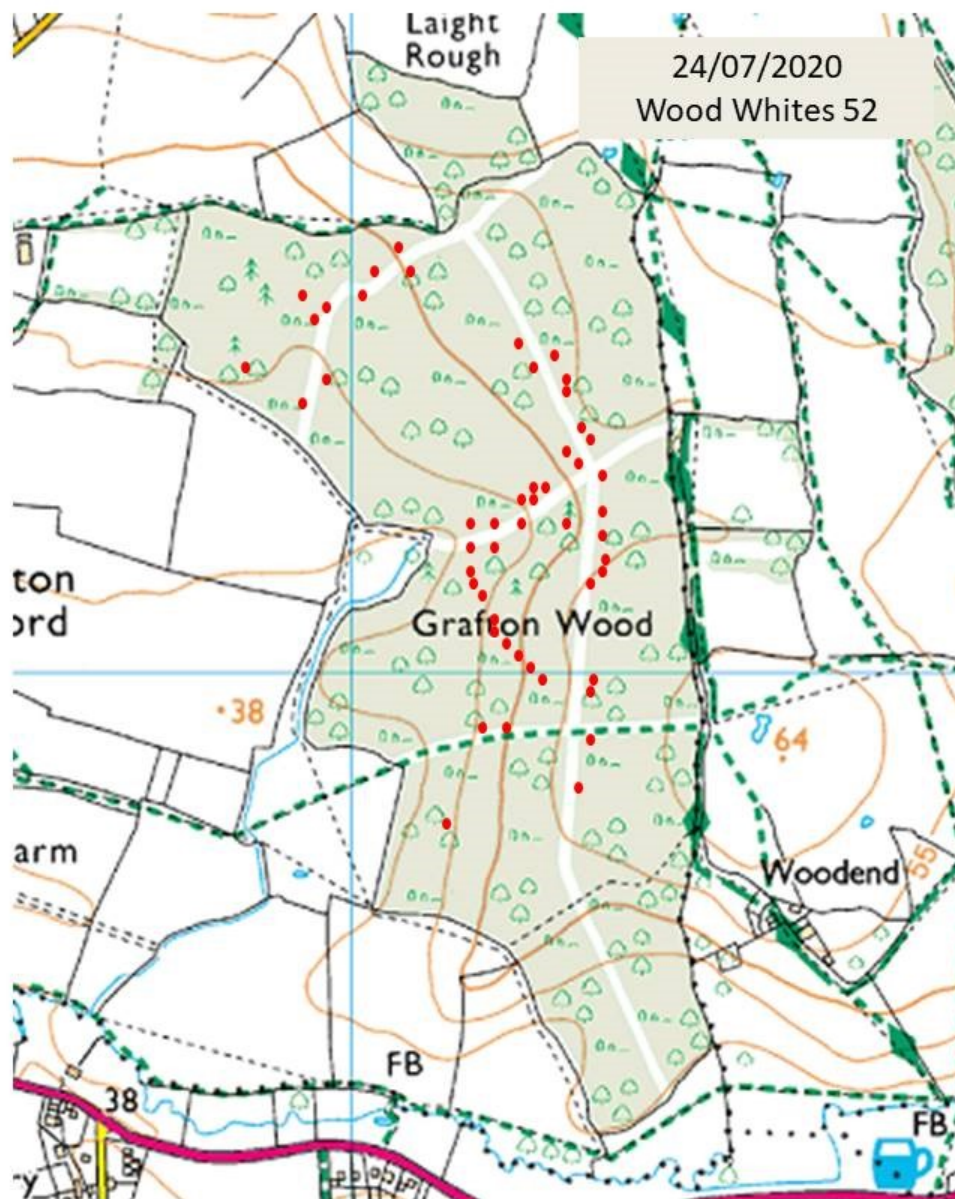 Laight
Rough
24/07/2020
Wood Whites 52
ton
ord
Grafton Wood
38
64
arm
Woodend
55
FB
38
FB
y